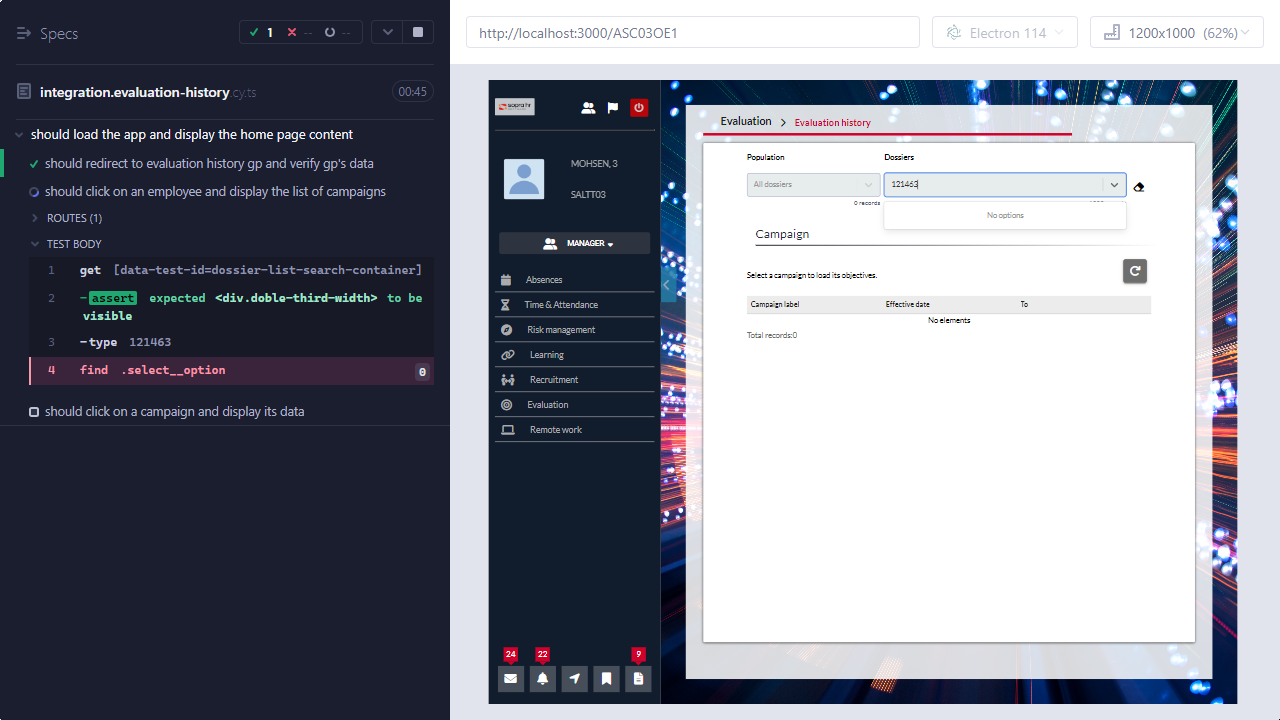 Specs
1
--
--
http://localhost:3000/ASC03OE1
Electron 114
1200x1000 (62%)
integration.evaluation-history.cy.ts
00:45
should load the app and display the home page content
should redirect to evaluation history gp and verify gp's data
should click on an employee and display the list of campaigns
ROUTES (1)
TEST BODY
1 get [data-test-id=dossier-list-search-container]
2 -assert expected <div.doble-third-width> to be
visible
3 -type 121463
4 find .select__option 0
should click on a campaign and display its data
sopra hr
MOHSEN, 3
SALTT03
MANAGER
Absences
Time & Attendance
Risk management
Learning
Recruitment
Evaluation
Remote work
24
22
9
Evaluation > Evaluation history
Population
Dossiers
All dossiers
121463
0 records
No options
Campaign
Select a campaign to load its objectives.
Campaign label
Effective date
To
No elements
Total records:0